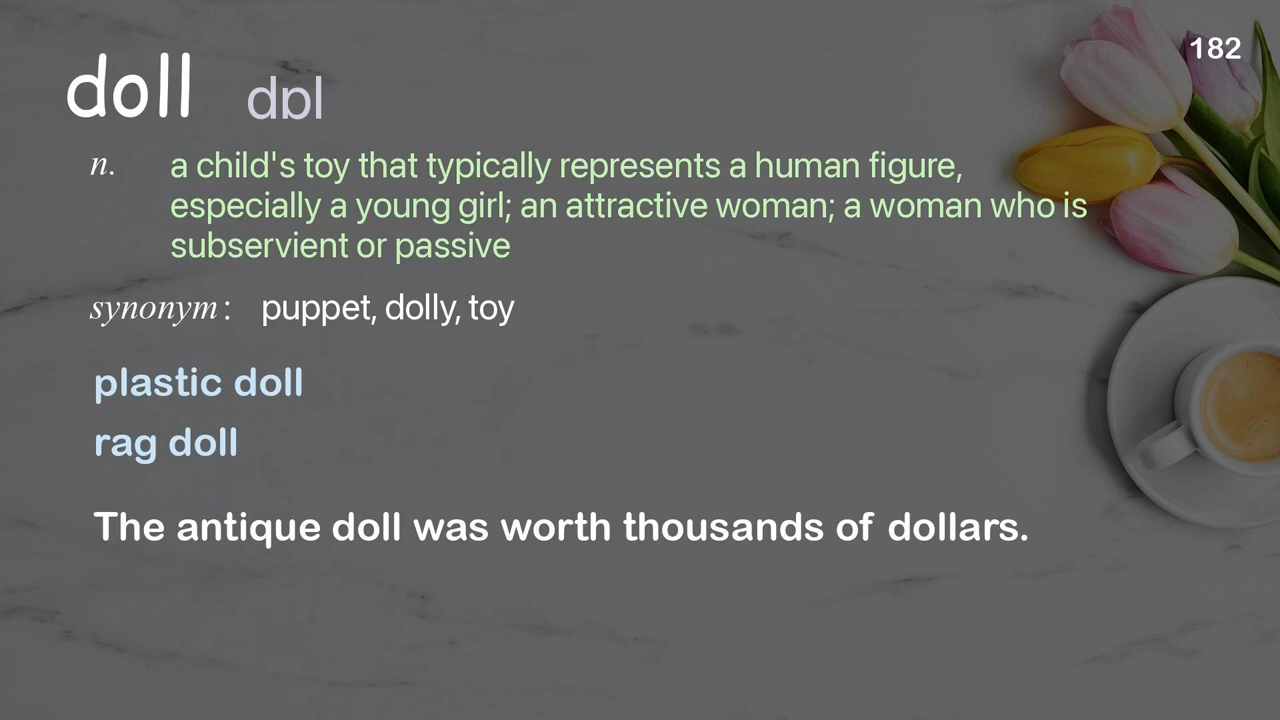 182
doll dɒl
n. a child's toy that typically represents a human figure,
especially a young girl; an attractive woman; a woman who is
subservient or passive
synonym: puppet, dolly, toy
plastic doll
rag doll
The antique doll was worth thousands of dollars.